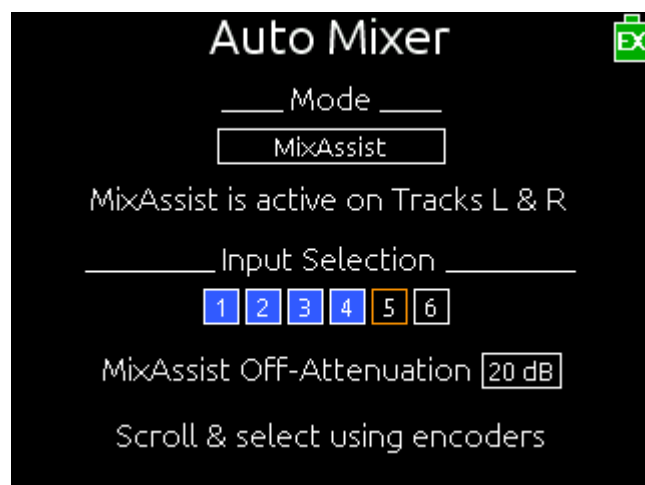 Auto Mixer
EX
Mode
MixAssist
MixAssist is active on Tracks L & R
Input Selection
1 2 3 4 5 6
MixAssist Off-Attenuation 20 dB
Scroll & select using encoders